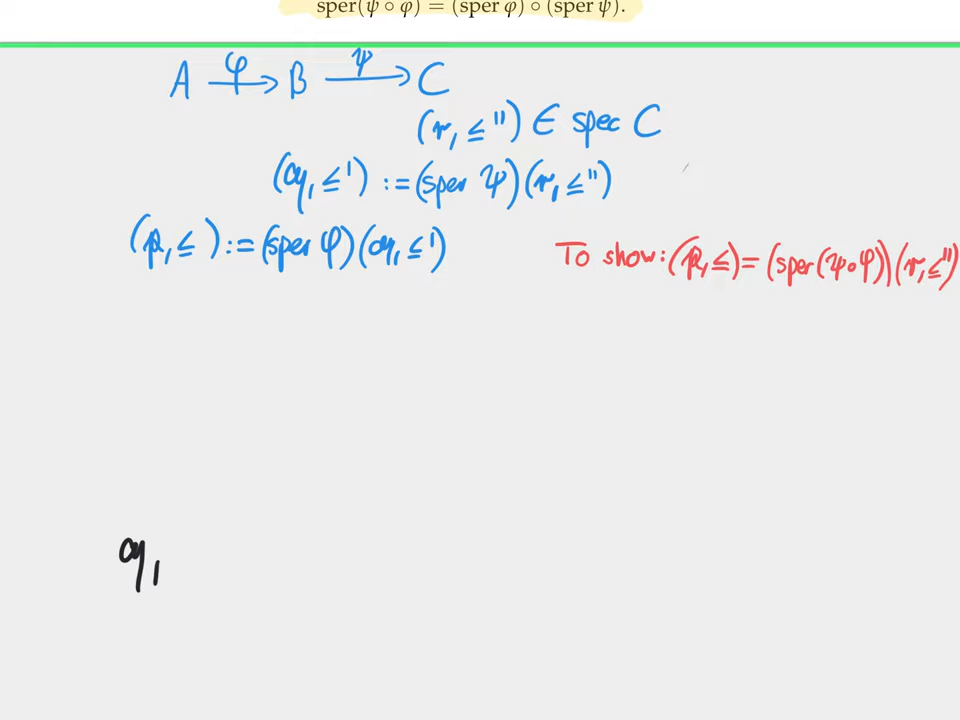 sper(ψ ∘ φ) = (sper φ) ∘ (sper ψ).
A —φ→ B —ψ→ C
(𝔯, ≤'') ∈ spec C
(𝔮, ≤') := (sper ψ)(𝔯, ≤'')
(𝔭, ≤) := (sper φ)(𝔮, ≤')
To show: (𝔭, ≤) = (sper(ψ∘φ))(𝔯, ≤'')
𝔮,